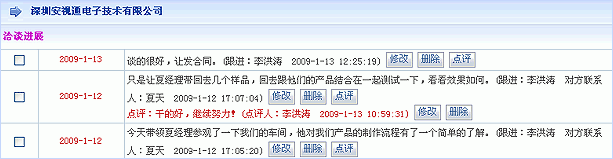 深圳安视通电子技术有限公司
洽谈进展
2009-1-13 谈的很好，让发合同。(跟进：李洪涛 2009-1-13 12:25:19) 修改 删除 点评
只是让夏经理带回去几个样品，回去跟他们的产品结合在一起测试一下，看看效果如何。(跟进：李洪涛 对方联系
2009-1-12 人：夏天 2009-1-12 17:07:04) 修改 删除 点评
点评：干的好，继续努力！(点评人：李洪涛 2009-1-13 10:59:31) 修改 删除
今天带领夏经理参观了一下我们的车间，他对我们产品的制作流程有了一个简单的了解。(跟进：李洪涛 对方联系
2009-1-12 人：夏天 2009-1-12 17:05:20) 修改 删除 点评